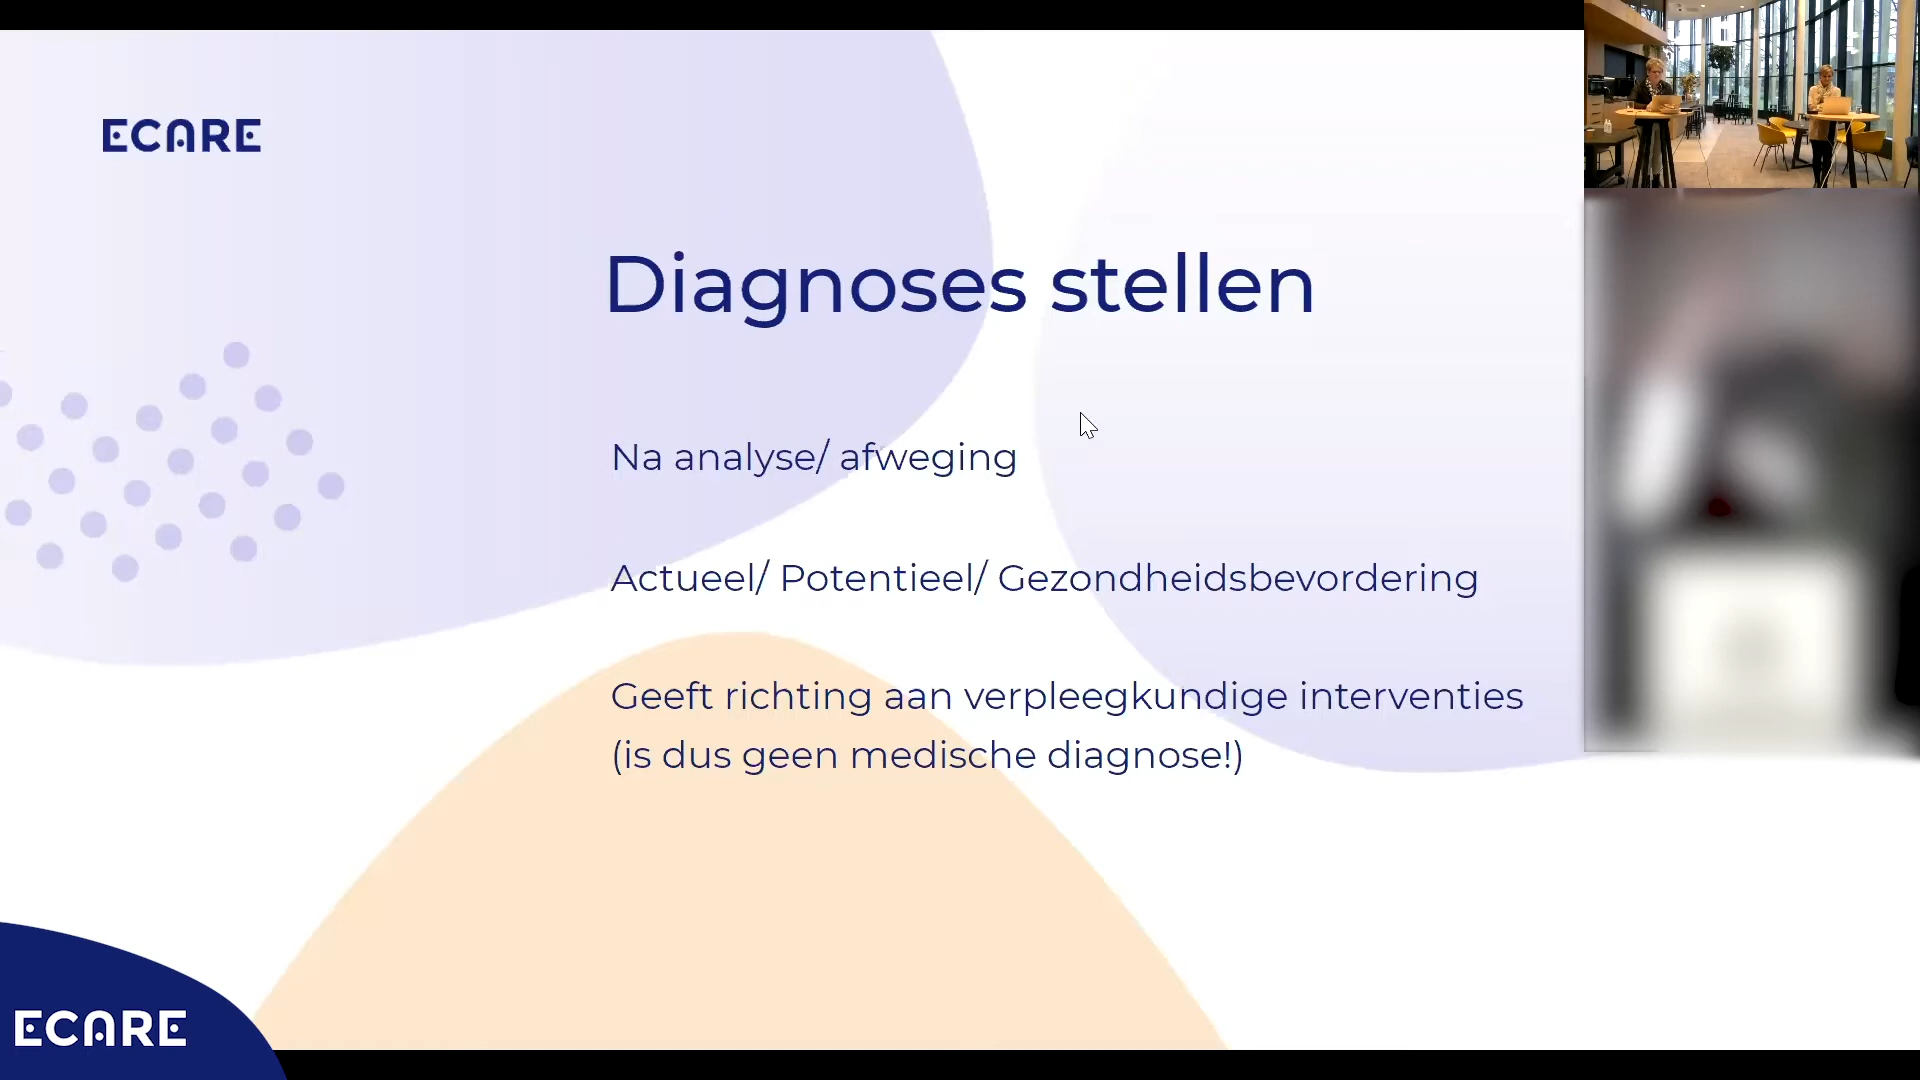 ECARE
Diagnoses stellen
Na analyse/ afweging
Actueel/ Potentieel/ Gezondheidsbevordering
Geeft richting aan verpleegkundige interventies
(is dus geen medische diagnose!)
ECARE